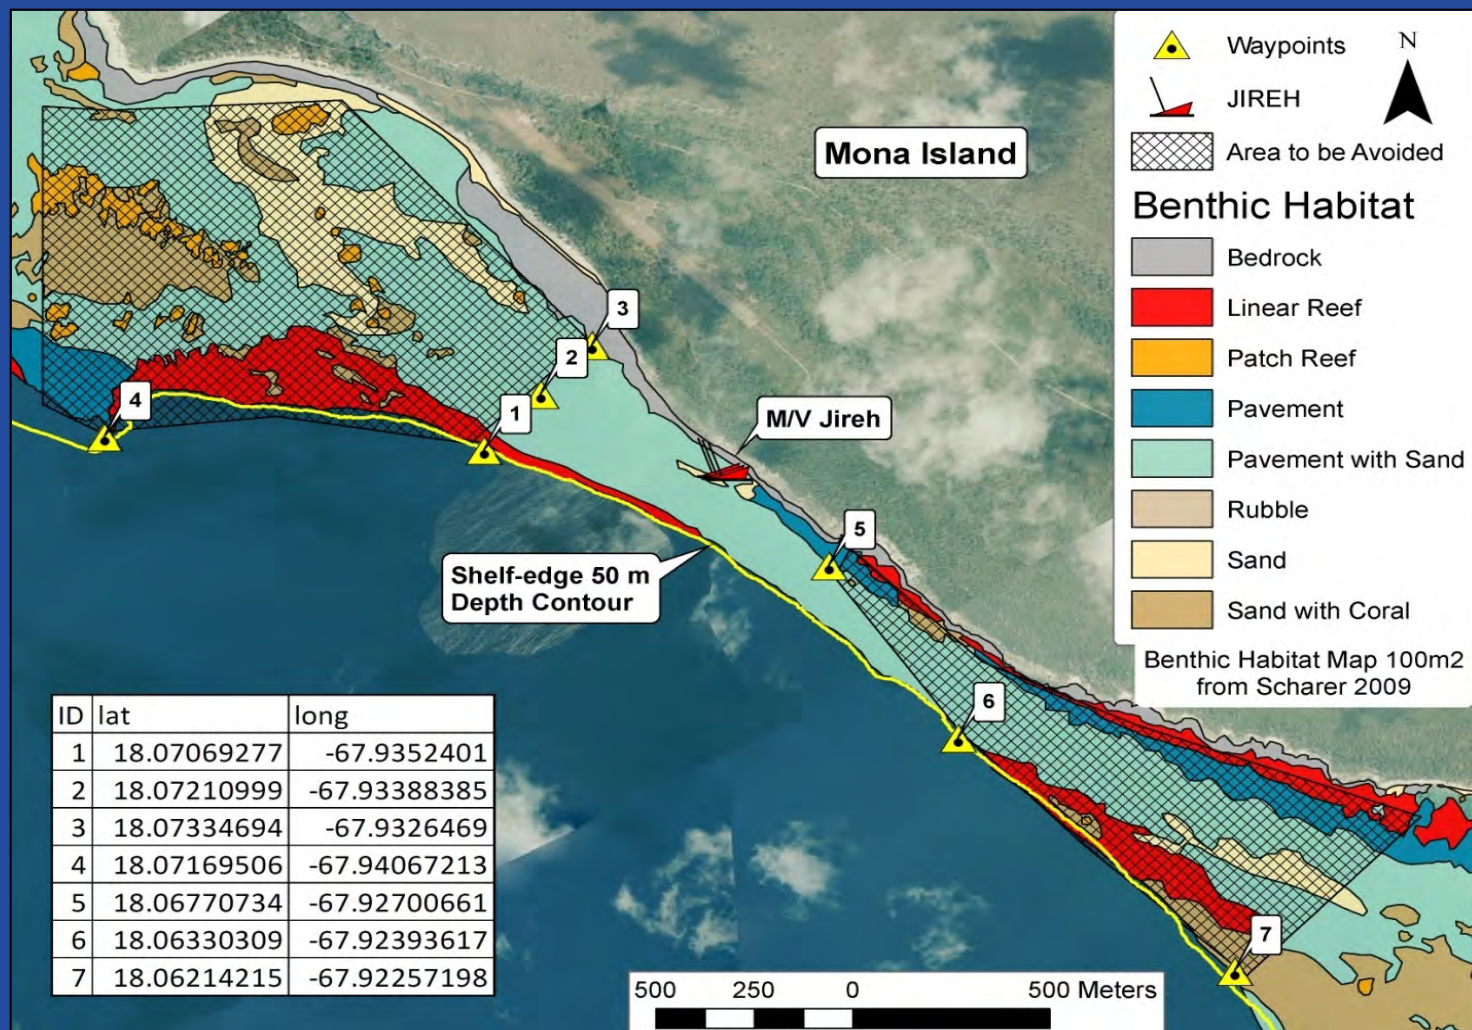 Waypoints
N
JIREH
Area to be Avoided
Mona Island
Benthic Habitat
Bedrock
Linear Reef
Patch Reef
Pavement
Pavement with Sand
Rubble
Sand
Sand with Coral
Benthic Habitat Map 100m2
from Scharer 2009
3
2
4
1
M/V Jireh
5
Shelf-edge 50 m
Depth Contour
6
7
ID lat long
1 18.07069277 -67.9352401
2 18.07210999 -67.93388385
3 18.07334694 -67.9326469
4 18.07169506 -67.94067213
5 18.06770734 -67.92700661
6 18.06330309 -67.92393617
7 18.06214215 -67.92257198
500 250 0 500 Meters